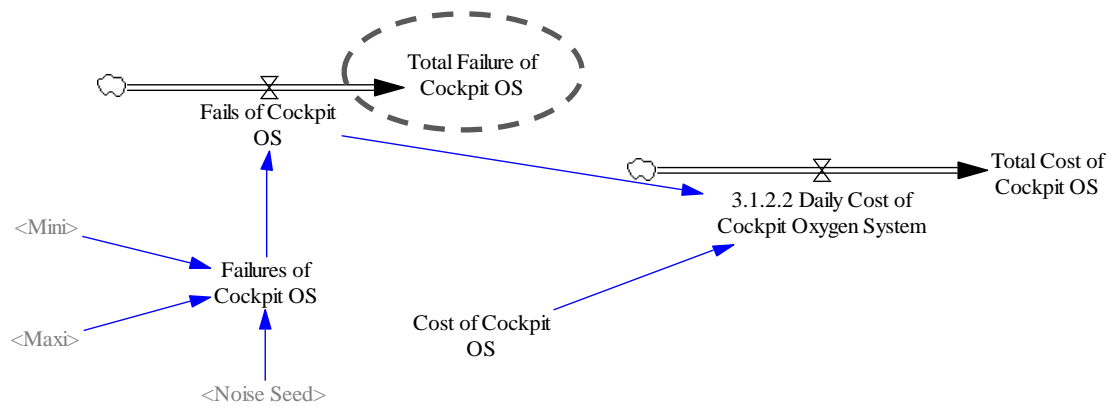 Total Failure of
Cockpit OS
Fails of Cockpit
OS
Total Cost of
Cockpit OS
3.1.2.2 Daily Cost of
Cockpit Oxygen System
<Mini>
Failures of
Cockpit OS
<Maxi>
Cost of Cockpit
OS
<Noise Seed>